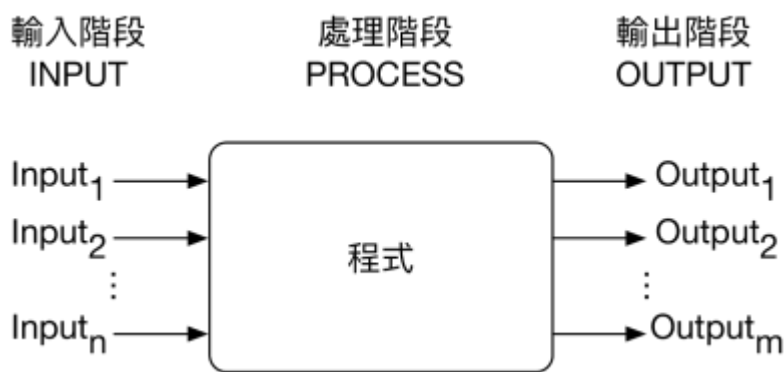 輸入階段 處理階段 輸出階段
INPUT PROCESS OUTPUT
Input₁ Output₁
Input₂ 程式 Output₂
⋮ ⋮
Inputₙ Outputₘ